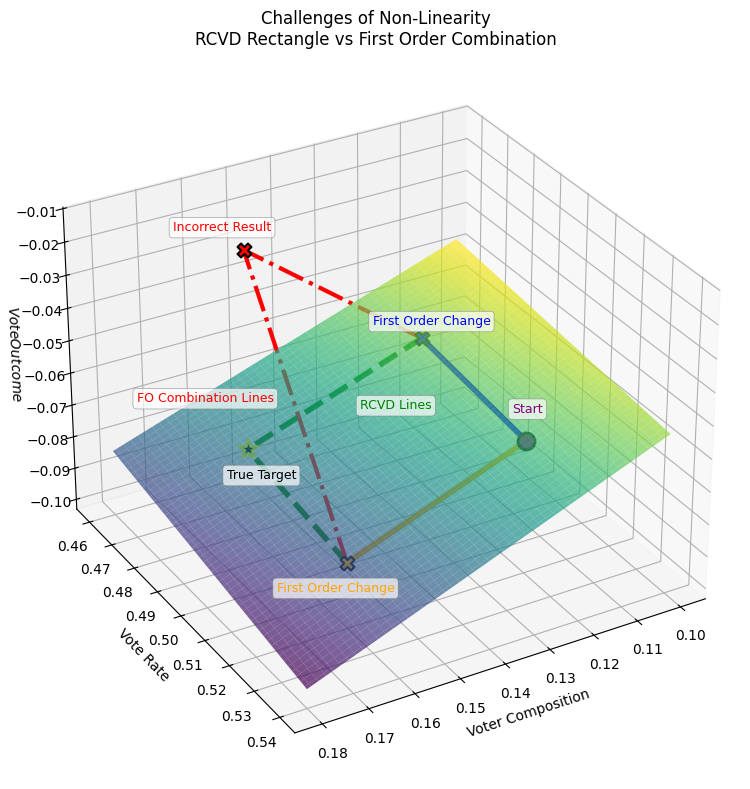 Challenges of Non-Linearity
RCVD Rectangle vs First Order Combination
Incorrect Result
First Order Change
FO Combination Lines
RCVD Lines
Start
True Target
First Order Change
−0.01
−0.02
−0.03
−0.04
−0.05
−0.06
−0.07
−0.08
−0.09
−0.10
VoteOutcome
0.46
0.47
0.48
0.49
0.50
0.51
0.52
0.53
0.54
Vote Rate
0.18
0.17
0.16
0.15
0.14
0.13
0.12
0.11
0.10
Voter Composition